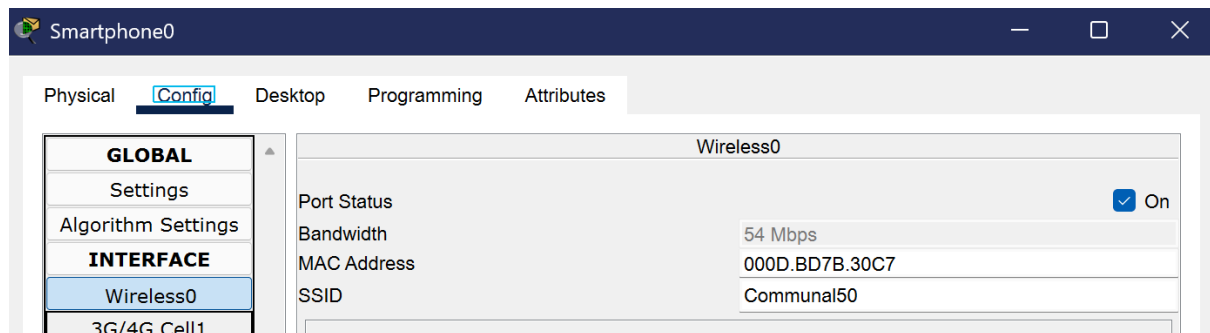 Smartphone0
Physical Config Desktop Programming Attributes
GLOBAL
Settings
Algorithm Settings
INTERFACE
Wireless0
3G/4G Cell1
Wireless0
Port Status On
Bandwidth 54 Mbps
MAC Address 000D.BD7B.30C7
SSID Communal50